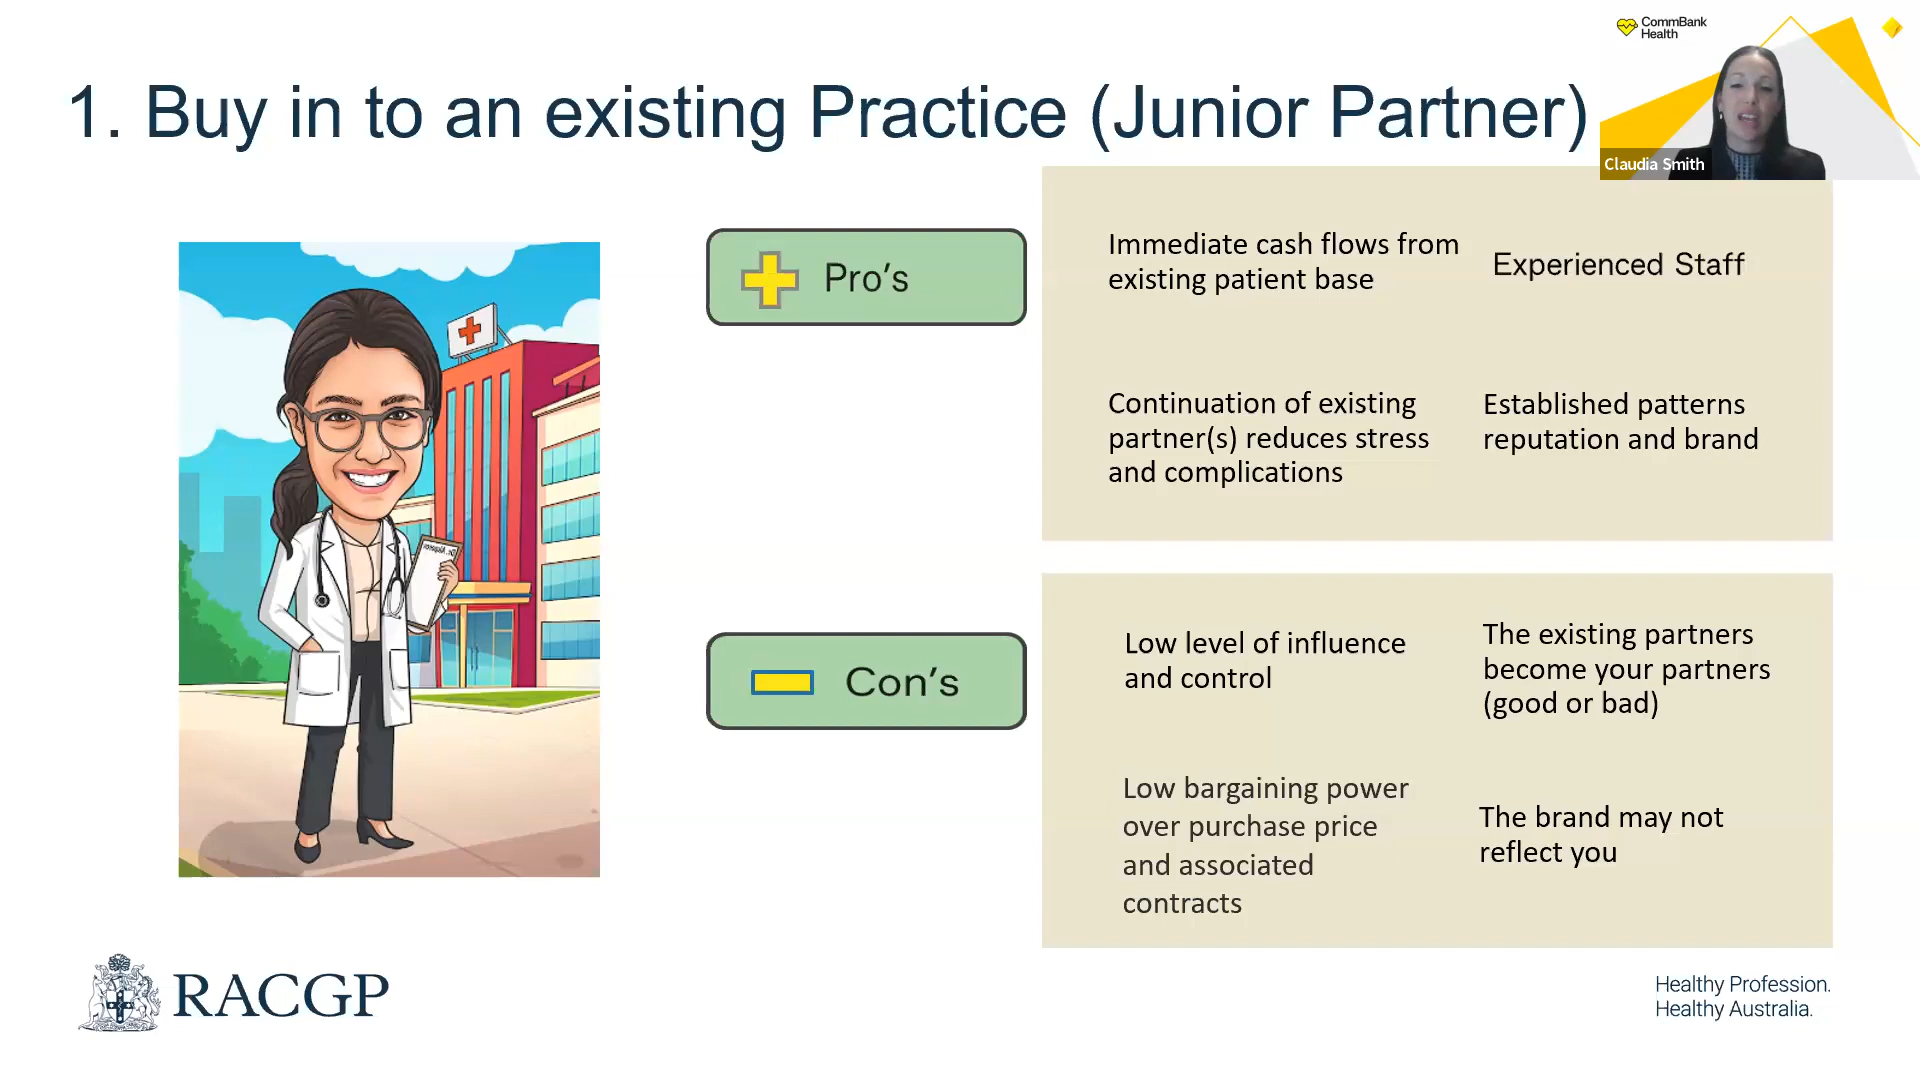 CommBank
Health
1. Buy in to an existing Practice (Junior Partner)
Claudia Smith
Pro's
Immediate cash flows from
existing patient base
Experienced Staff
Continuation of existing
partner(s) reduces stress
and complications
Established patterns
reputation and brand
Con's
Low level of influence
and control
The existing partners
become your partners
(good or bad)
Low bargaining power
over purchase price
and associated
contracts
The brand may not
reflect you
RACGP
Healthy Profession.
Healthy Australia.